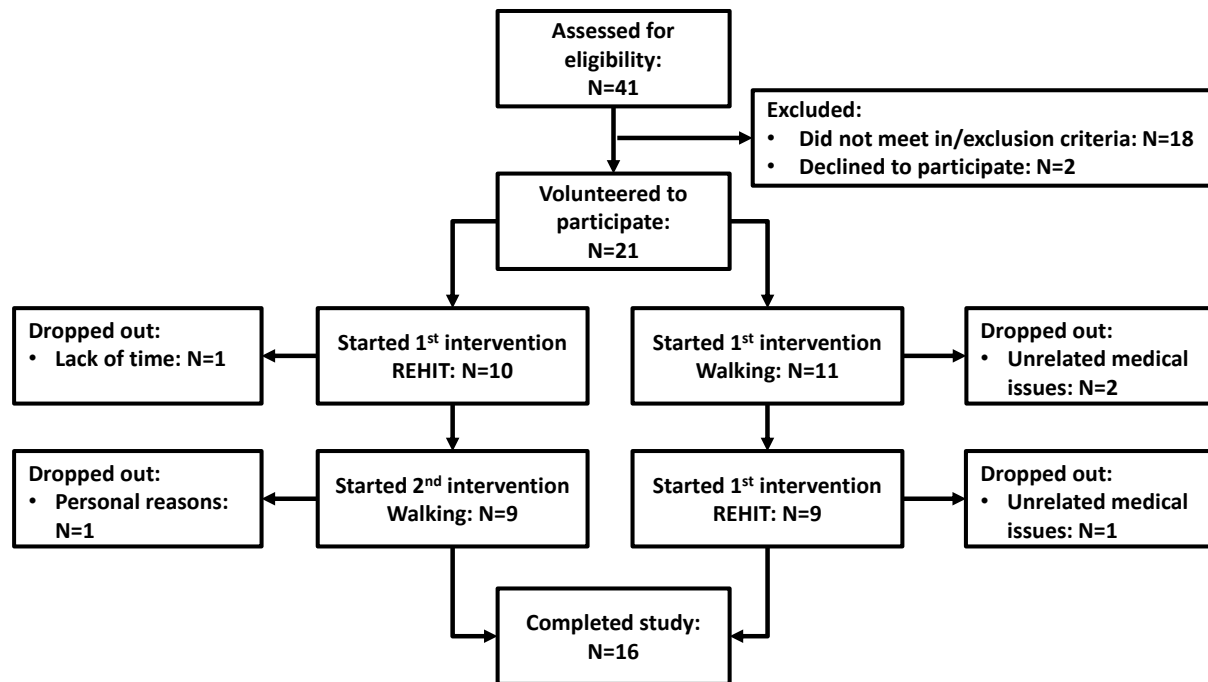 Assessed for
eligibility:
N=41
Excluded:
• Did not meet in/exclusion criteria: N=18
• Declined to participate: N=2
Volunteered to
participate:
N=21
Dropped out:
• Lack of time: N=1
Started 1st intervention
REHIT: N=10
Started 1st intervention
Walking: N=11
Dropped out:
• Unrelated medical
issues: N=2
Dropped out:
• Personal reasons:
N=1
Started 2nd intervention
Walking: N=9
Started 1st intervention
REHIT: N=9
Dropped out:
• Unrelated medical
issues: N=1
Completed study:
N=16